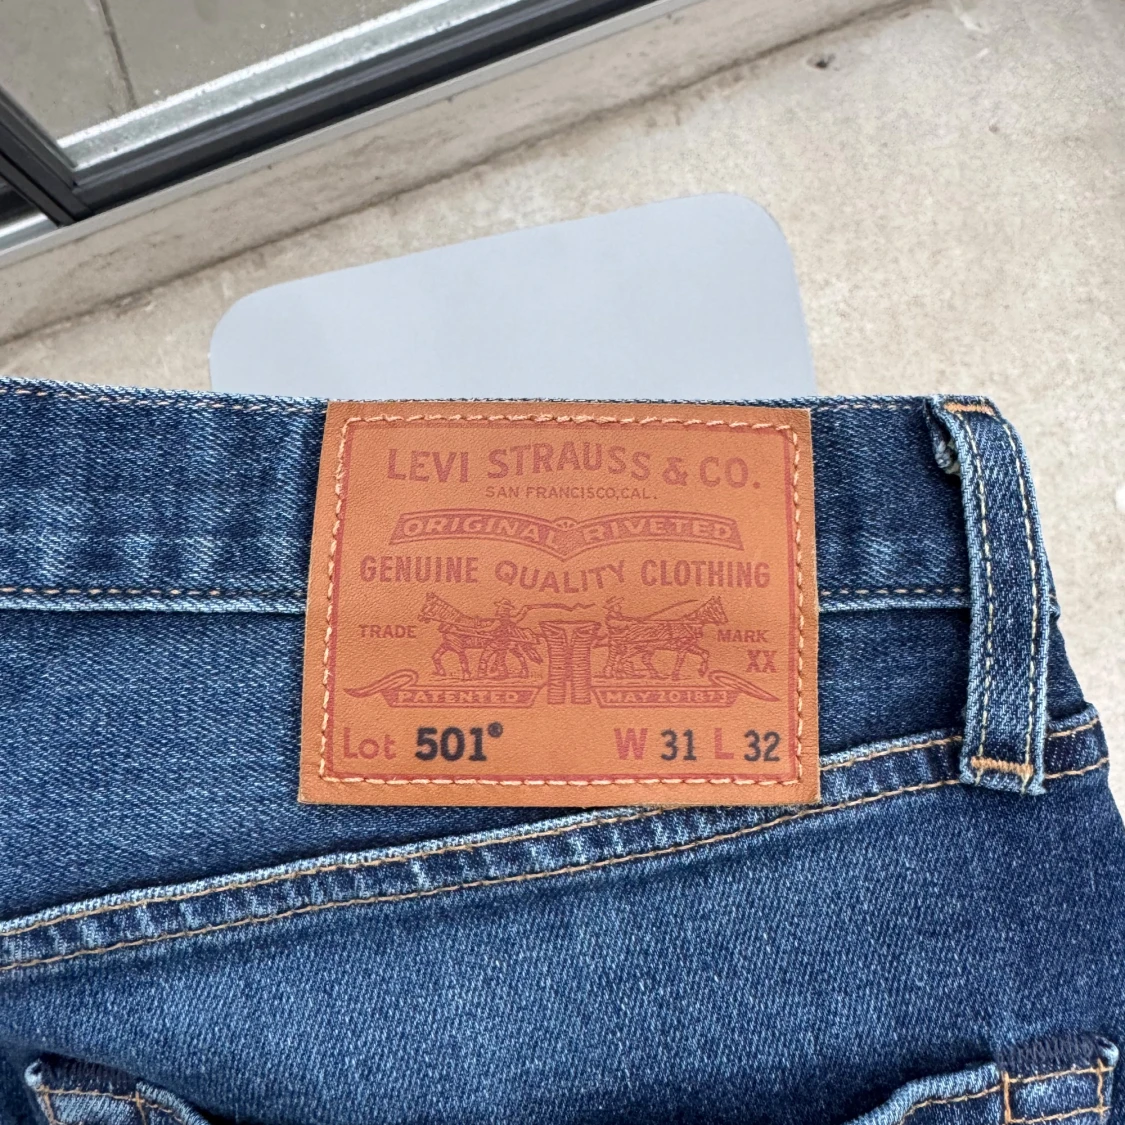 LEVI STRAUSS & CO.
SAN FRANCISCO, CAL.
ORIGINAL RIVETED
GENUINE QUALITY CLOTHING
TRADE MARK
XX
PATENTED MAY 20 1873
Lot 501® W 31 L 32